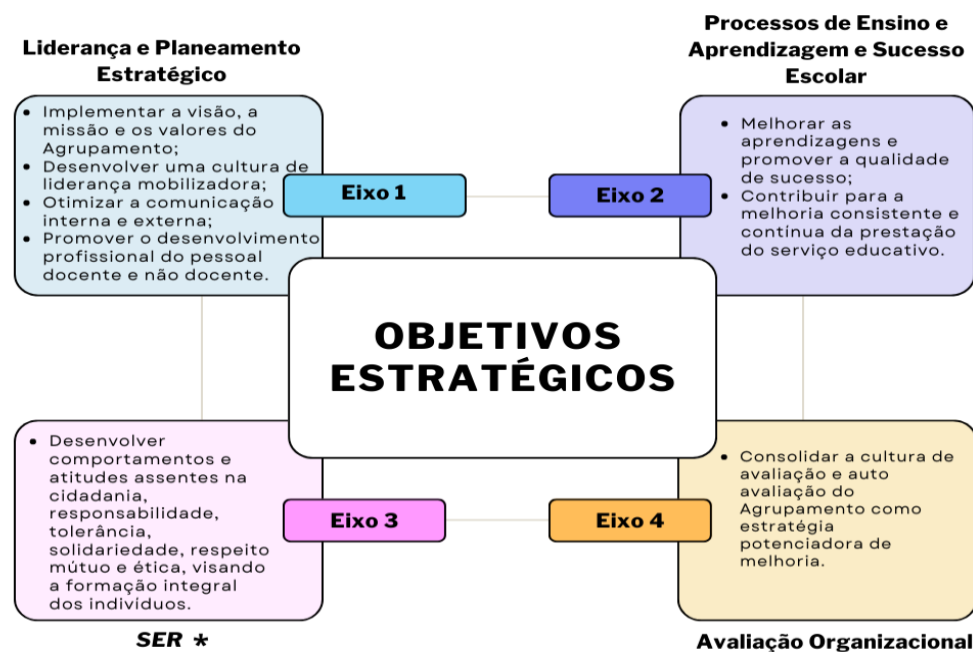 Liderança e Planeamento
Estratégico
• Implementar a visão, a
missão e os valores do
Agrupamento;
• Desenvolver uma cultura de
liderança mobilizadora;
• Otimizar a comunicação
interna e externa;
• Promover o desenvolvimento
profissional do pessoal
docente e não docente.
Eixo 1
Processos de Ensino e
Aprendizagem e Sucesso
Escolar
• Melhorar as
aprendizagens e
promover a qualidade
de sucesso;
• Contribuir para a
melhoria consistente e
contínua da prestação
do serviço educativo.
Eixo 2
OBJETIVOS
ESTRATÉGICOS
• Desenvolver
comportamentos e
atitudes assentes na
cidadania,
responsabilidade,
tolerância,
solidariedade, respeito
mútuo e ética, visando
a formação integral
dos indivíduos.
Eixo 3
SER *
Eixo 4
• Consolidar a cultura de
avaliação e auto
avaliação do
Agrupamento como
estratégia
potenciadora de
melhoria.
Avaliação Organizacional